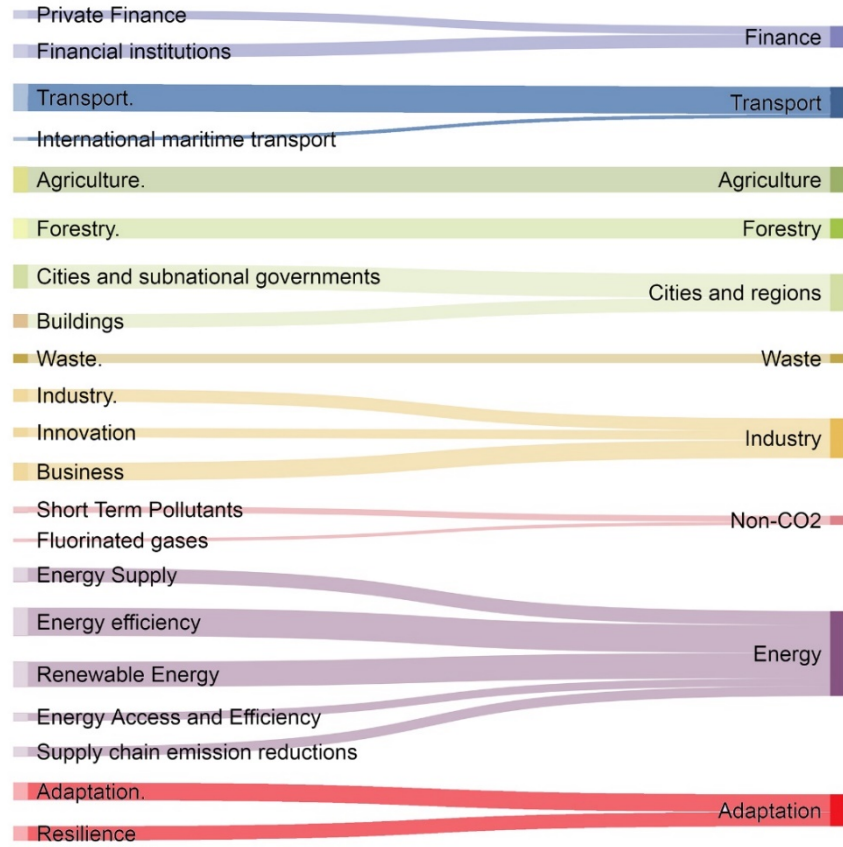 Private Finance
Financial institutions
Finance
Transport.
Transport
International maritime transport
Agriculture.
Agriculture
Forestry.
Forestry
Cities and subnational governments
Cities and regions
Buildings
Waste.
Waste
Industry.
Innovation
Industry
Business
Short Term Pollutants
Non-CO2
Fluorinated gases
Energy Supply
Energy efficiency
Energy
Renewable Energy
Energy Access and Efficiency
Supply chain emission reductions
Adaptation.
Adaptation
Resilience